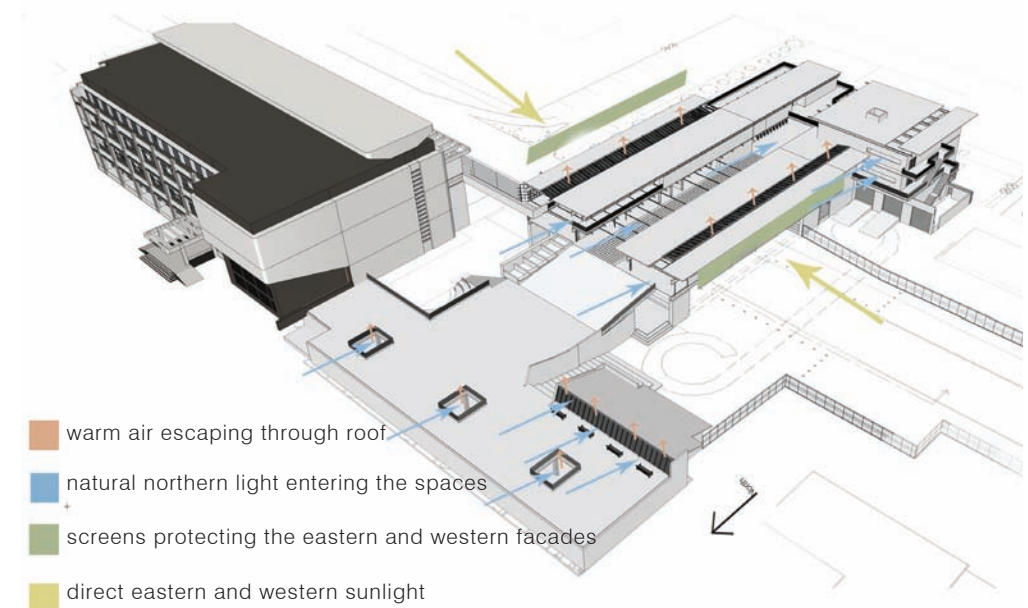 warm air escaping through roof
natural northern light entering the spaces
screens protecting the eastern and western facades
direct eastern and western sunlight
North